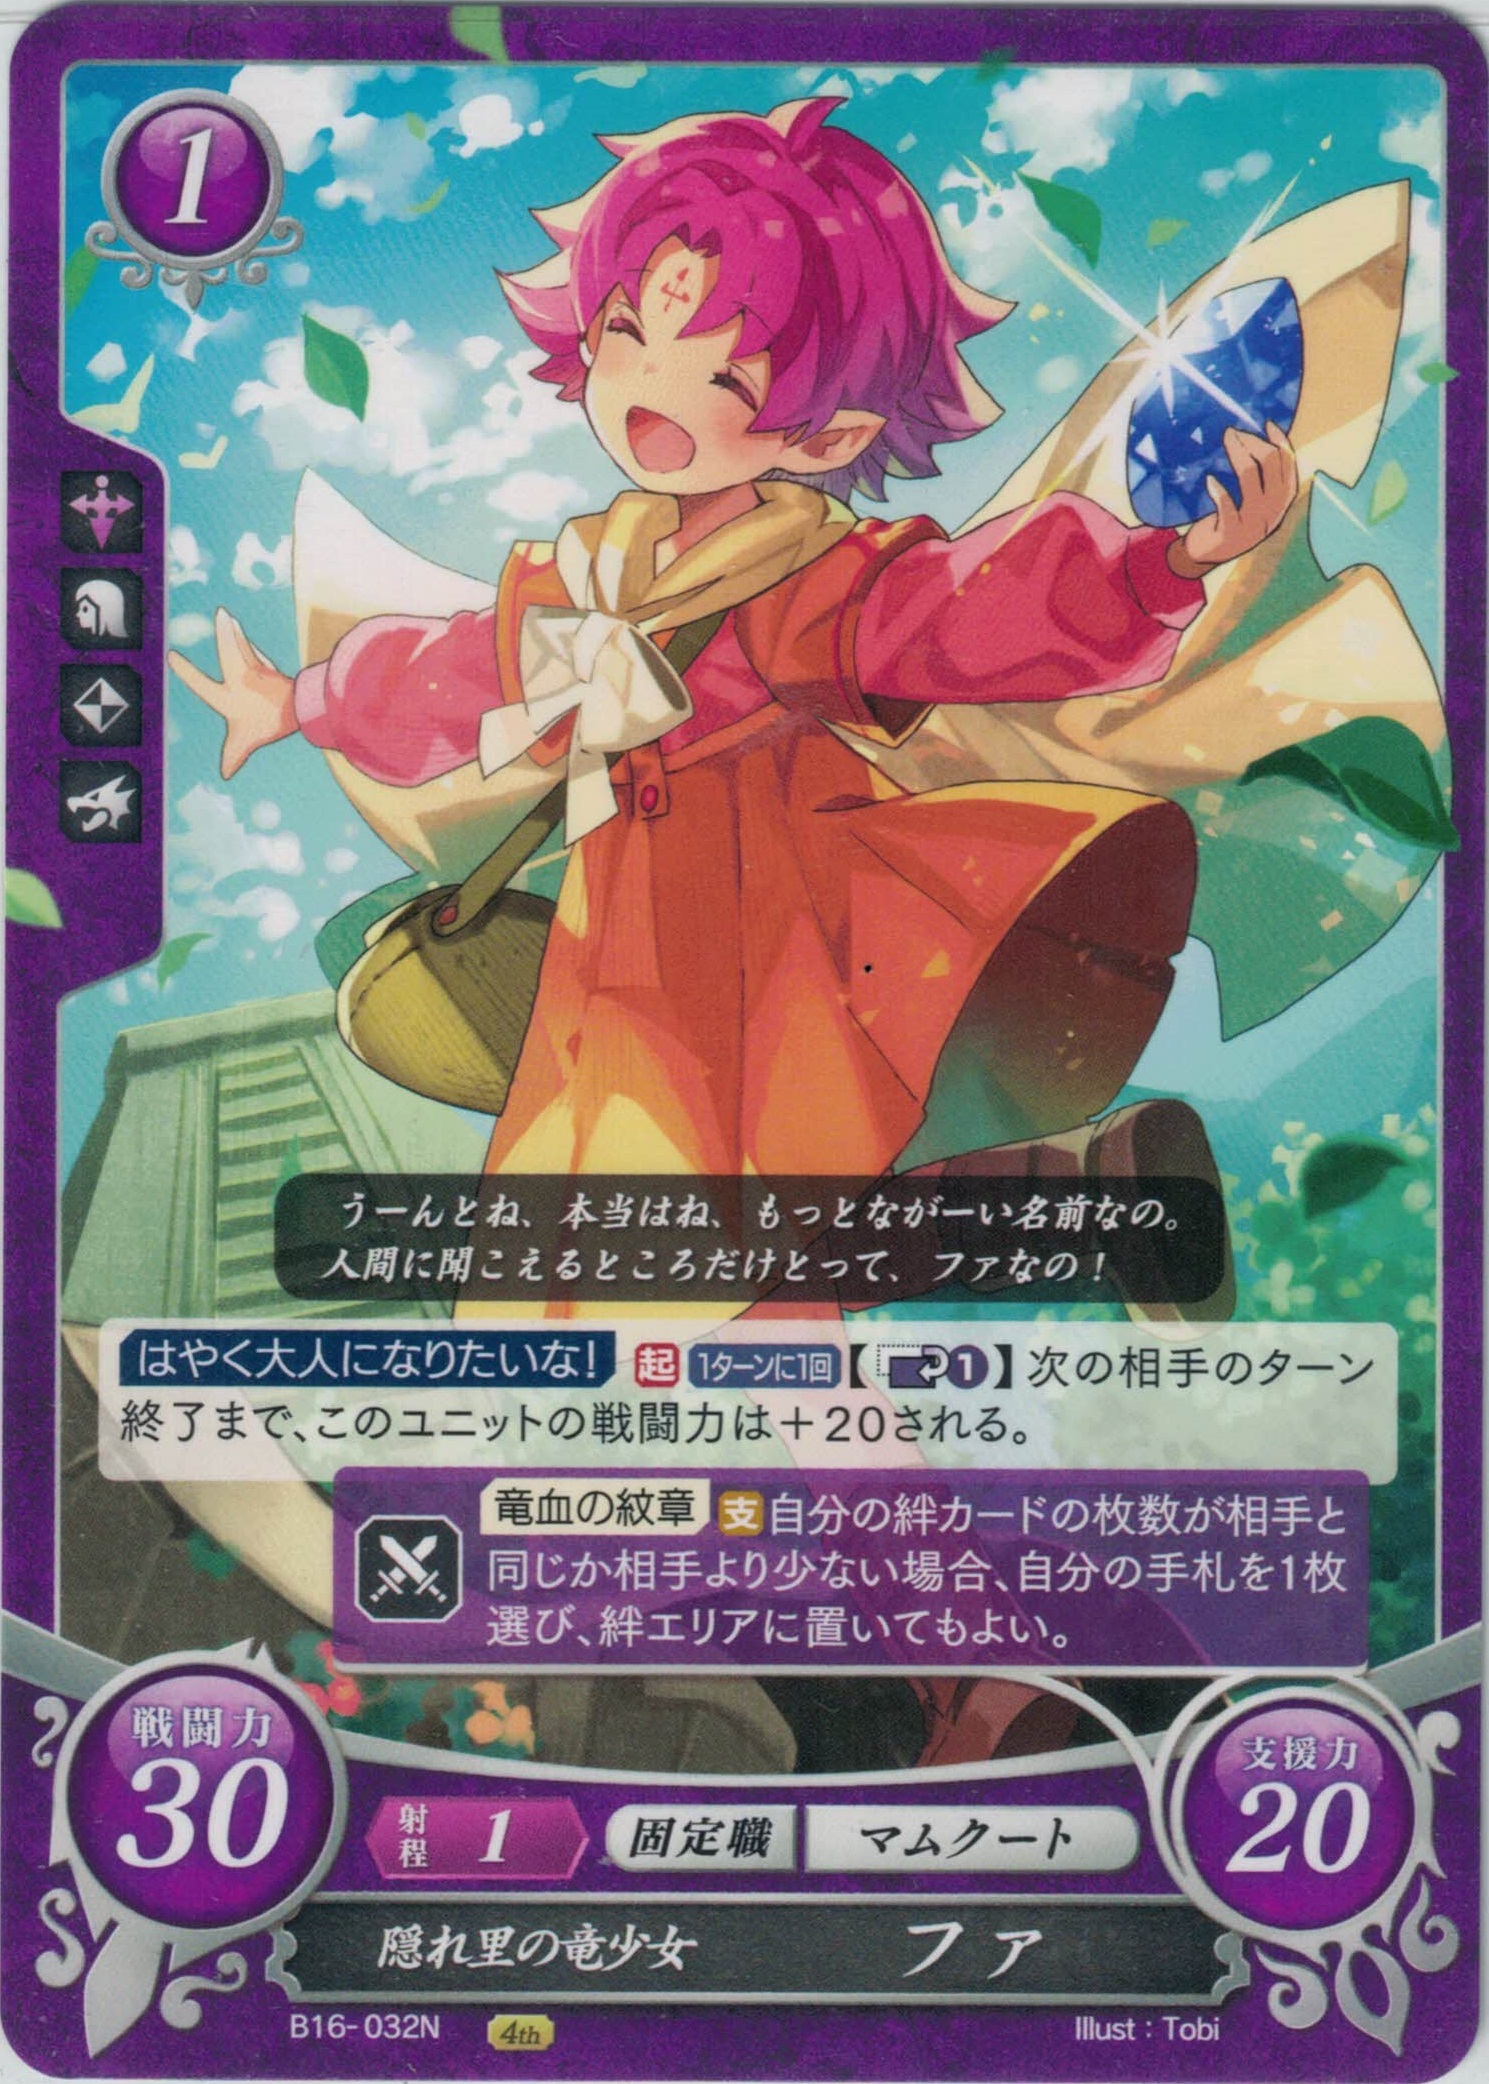 1
うーんとね、本当はね、もっとながーい名前なの。
人間に聞こえるところだけとって、ファなの！
はやく大人になりたいな！ 起 1ターンに1回【1】次の相手のターン
終了まで、このユニットの戦闘力は＋20される。
竜血の紋章 支 自分の絆カードの枚数が相手と
同じか相手より少ない場合、自分の手札を1枚
選び、絆エリアに置いてもよい。
戦闘力
30
射程 1 固定職 マムクート
支援力
20
隠れ里の竜少女 ファ
B16-032N 4th Illust：Tobi